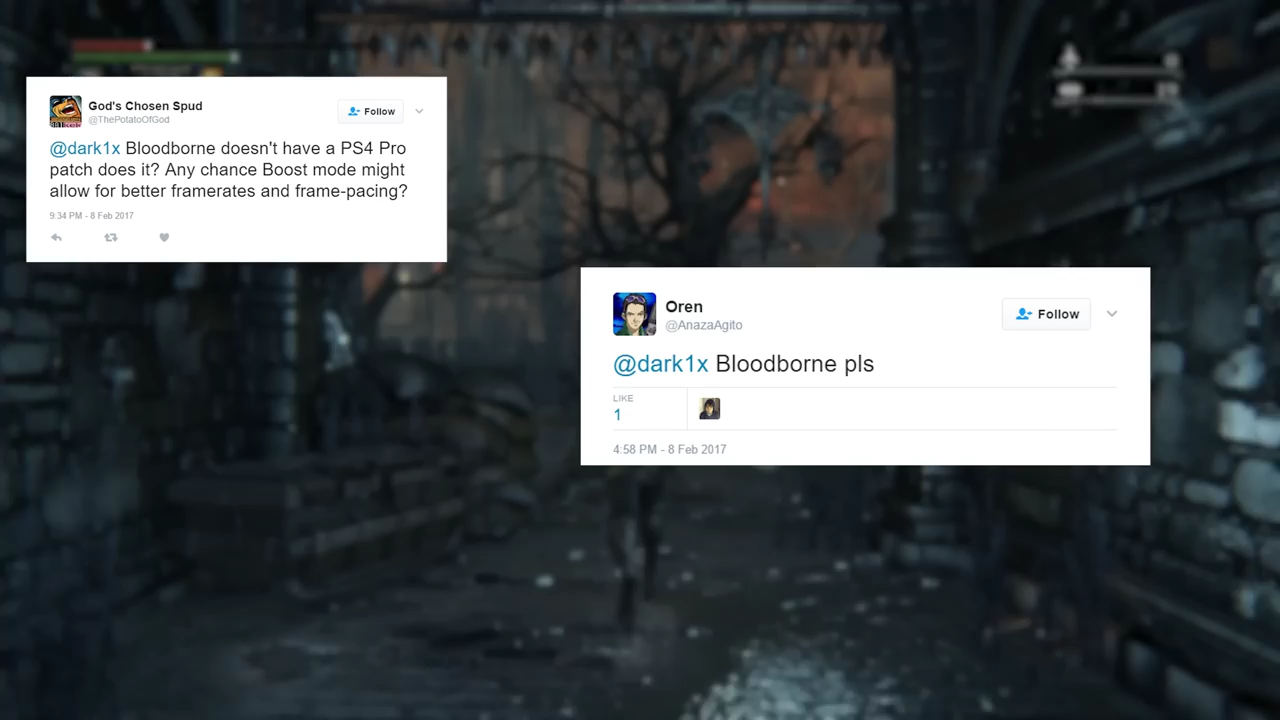 God's Chosen Spud
@ThePotatoOfGod
Follow
@dark1x Bloodborne doesn't have a PS4 Pro
patch does it? Any chance Boost mode might
allow for better framerates and frame-pacing?
9:34 PM - 8 Feb 2017
Oren
@AnazaAgito
Follow
@dark1x Bloodborne pls
LIKE
1
4:58 PM - 8 Feb 2017